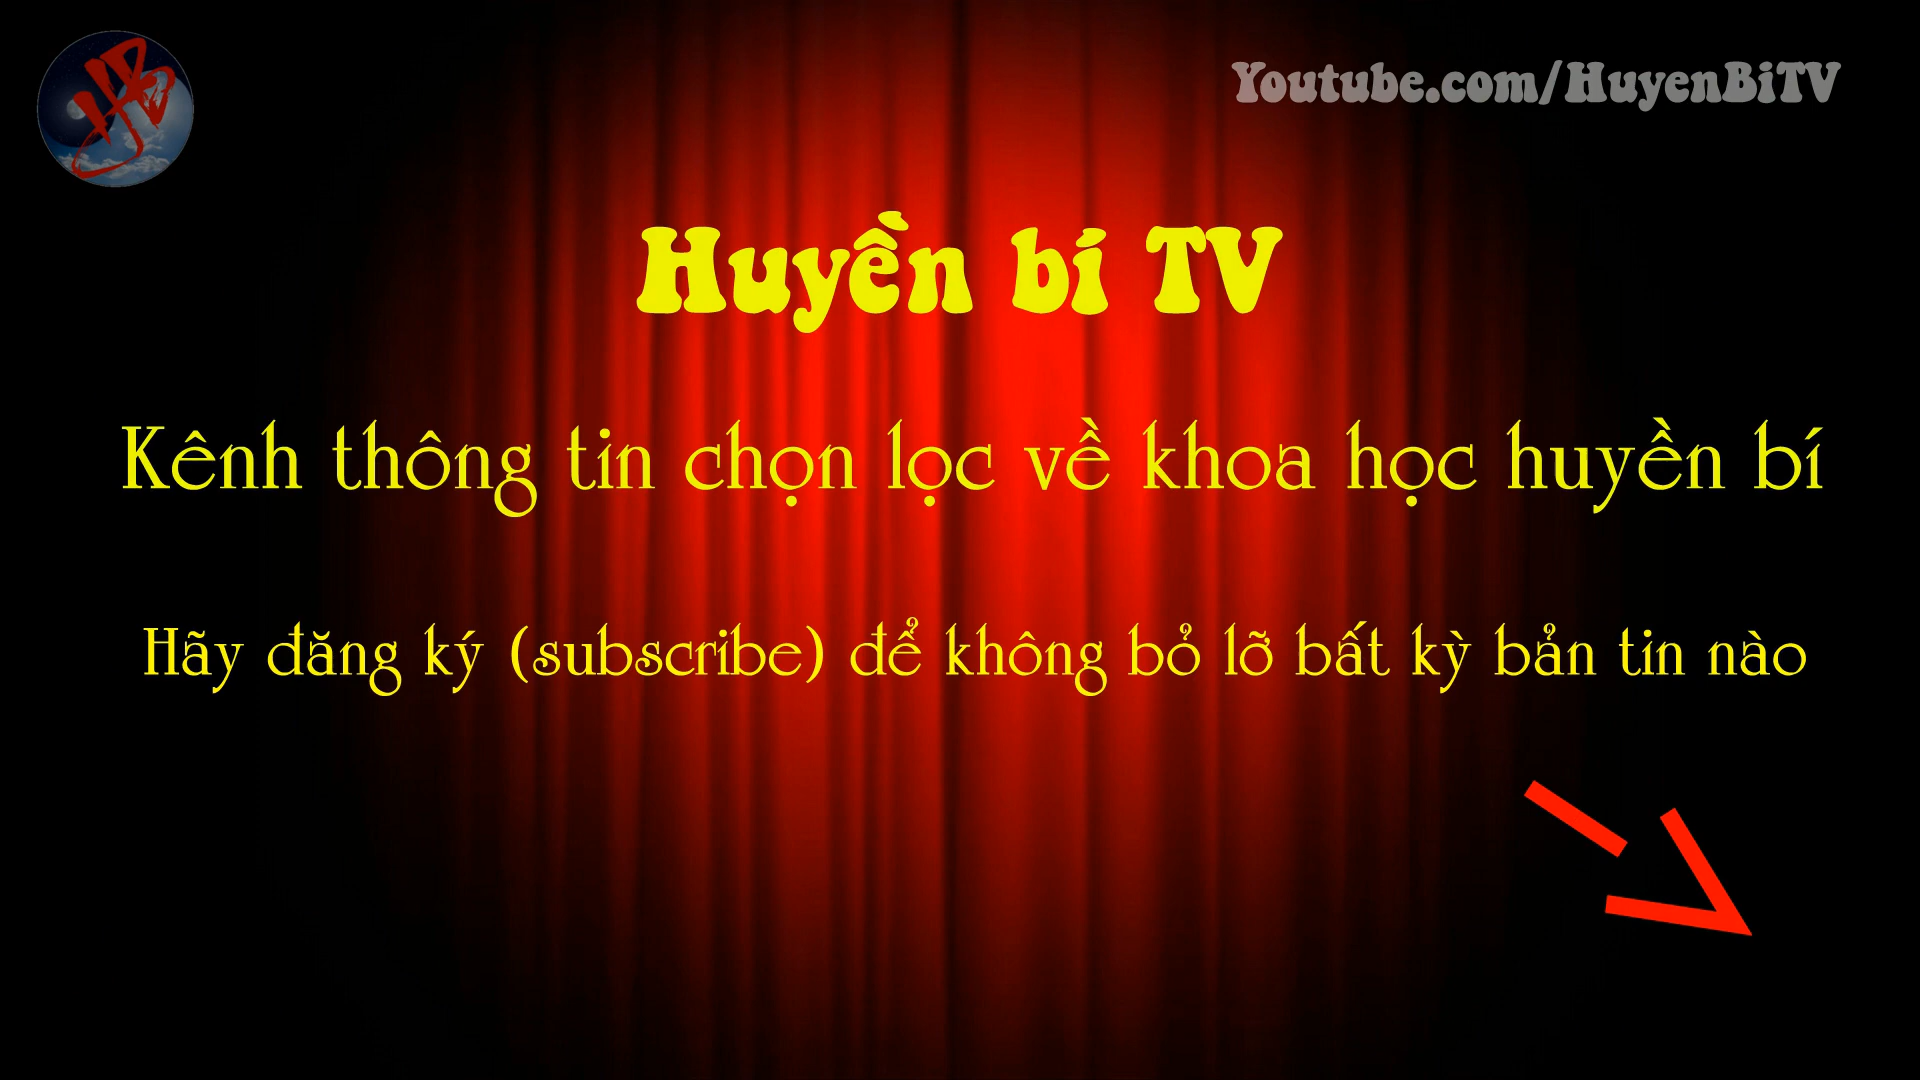 HB
Youtube.com/HuyenBiTV
Huyền bí TV
Kênh thông tin chọn lọc về khoa học huyền bí
Hãy đăng ký (subscribe) để không bỏ lỡ bất kỳ bản tin nào